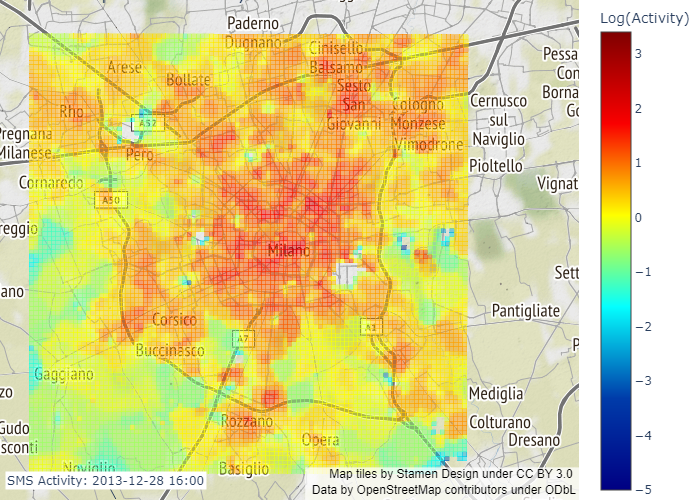 Paderno
Dugnano
Cinisello
Balsamo
Arese
Bollate
Sesto
San
Giovanni
Rho
A52
Cologno
Monzese
Vimodrone
Cernusco
sul
Naviglio
Pessa
Con
Borna
Pregnana
Milanese
Pero
Pioltello
Cornaredo
Vignat
A50
reggio
Milano
Sett
ano
Pantigliate
Corsico
A7
A1
Buccinasco
P
Gaggiano
zo
Mediglia
Rozzano
Colturano
Gudo
sconti
Opera
Dresano
Noviglio
Basiglio
SMS Activity: 2013-12-28 16:00
Map tiles by Stamen Design under CC BY 3.0
Data by OpenStreetMap contributors under ODbL
Log(Activity)
3
2
1
0
−1
−2
−3
−4
−5